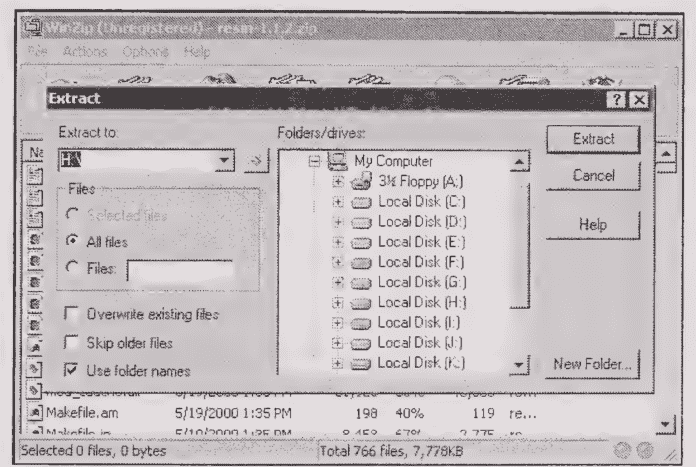 WinZip (Unregistered) - resin-1.1.2.zip
File Actions Options Help
Extract
Extract to:
Folders/drives:
Extract
H:\
My Computer
3½ Floppy (A:)
Cancel
Files
Local Disk (C:)
Selected files
Local Disk (D:)
Help
All files
Local Disk (E:)
Files:
Local Disk (F:)
Local Disk (G:)
Local Disk (H:)
Overwrite existing files
Local Disk (I:)
Skip older files
Local Disk (J:)
Use folder names
Local Disk (K:)
New Folder...
Makefile.am 5/19/2000 1:35 PM 198 40% 119 re...
Selected 0 files, 0 bytes
Total 766 files, 7,778KB